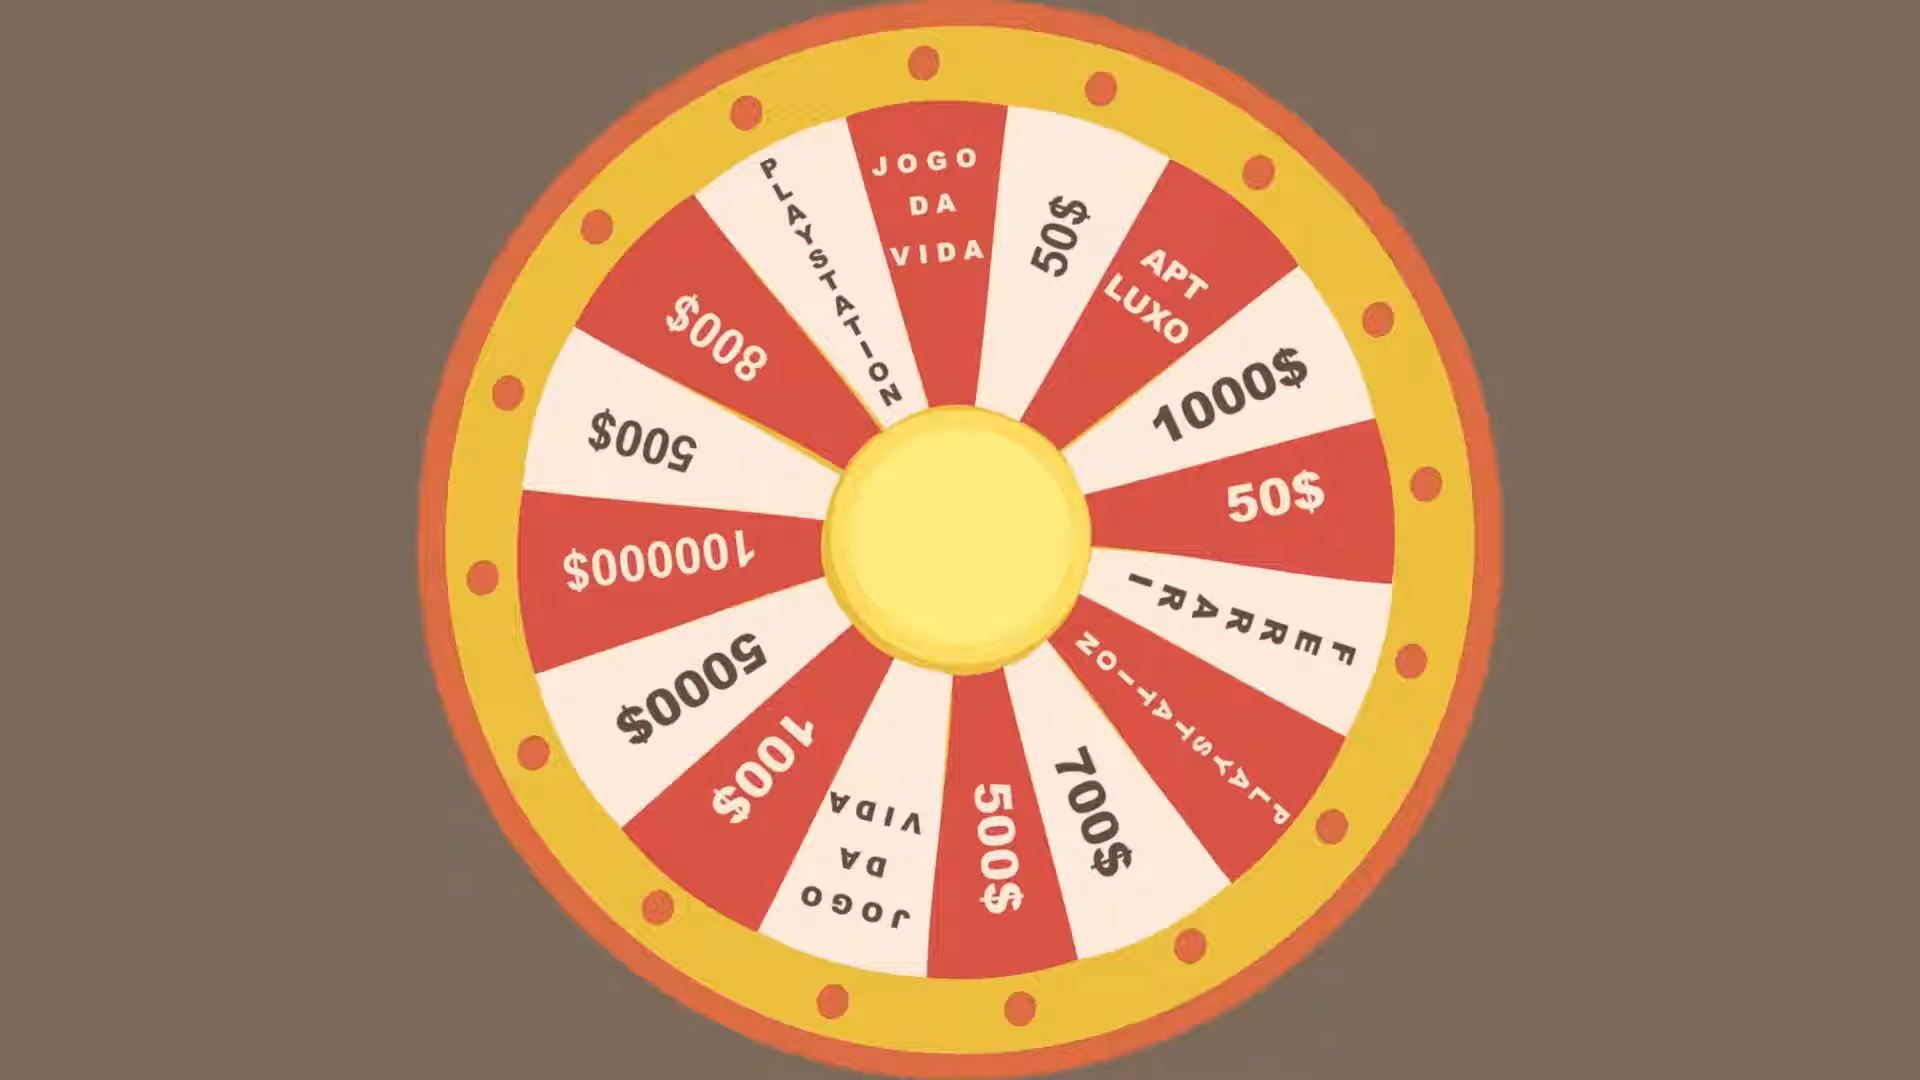 JOGO
DA
VIDA
50$
APT
LUXO
1000$
50$
FERRARI
PLAYSTATION
700$
500$
JOGO
DA
VIDA
100$
5000$
100000$
500$
800$
PLAYSTATION